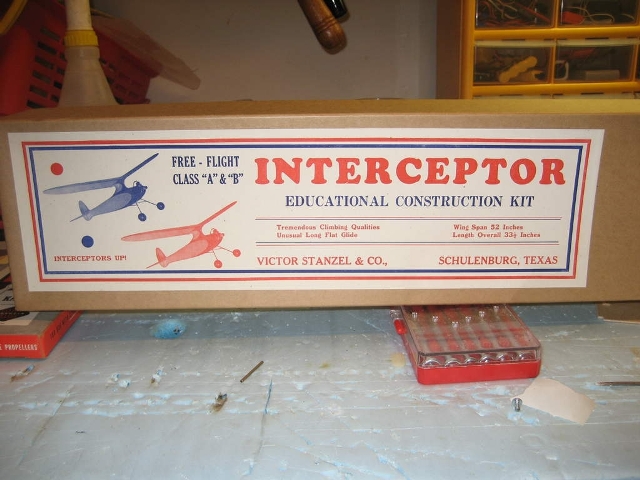 FREE - FLIGHT
CLASS "A" & "B"
INTERCEPTOR
EDUCATIONAL CONSTRUCTION KIT
Tremendous Climbing Qualities
Unusual Long Flat Glide
Wing Span 52 Inches
Length Overall 33½ Inches
INTERCEPTORS UP!
VICTOR STANZEL & CO.,
SCHULENBURG, TEXAS
PROPELLERS